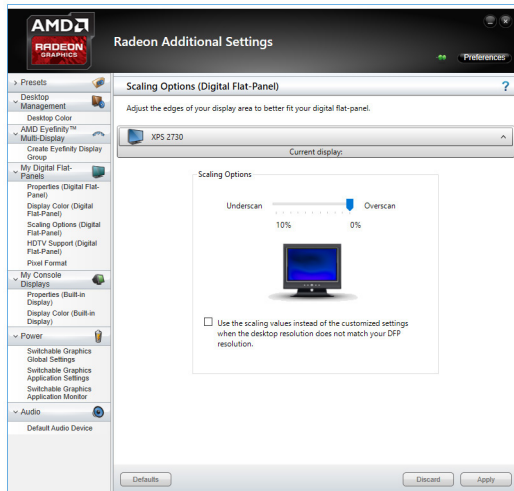 AMD
RADEON
GRAPHICS
Radeon Additional Settings
Preferences
Presets
Desktop
Management
Desktop Color
AMD Eyefinity™
Multi-Display
Create Eyefinity Display
Group
My Digital Flat-
Panels
Properties (Digital Flat-
Panel)
Display Color (Digital
Flat-Panel)
Scaling Options (Digital
Flat-Panel)
HDTV Support (Digital
Flat-Panel)
Pixel Format
My Console
Displays
Properties (Built-in
Display)
Display Color (Built-in
Display)
Power
Switchable Graphics
Global Settings
Switchable Graphics
Application Settings
Switchable Graphics
Application Monitor
Audio
Default Audio Device
Scaling Options (Digital Flat-Panel)
?
Adjust the edges of your display area to better fit your digital flat-panel.
XPS 2730
Current display:
Scaling Options
Underscan Overscan
10% 0%
Use the scaling values instead of the customized settings
when the desktop resolution does not match your DFP
resolution.
Defaults Discard Apply